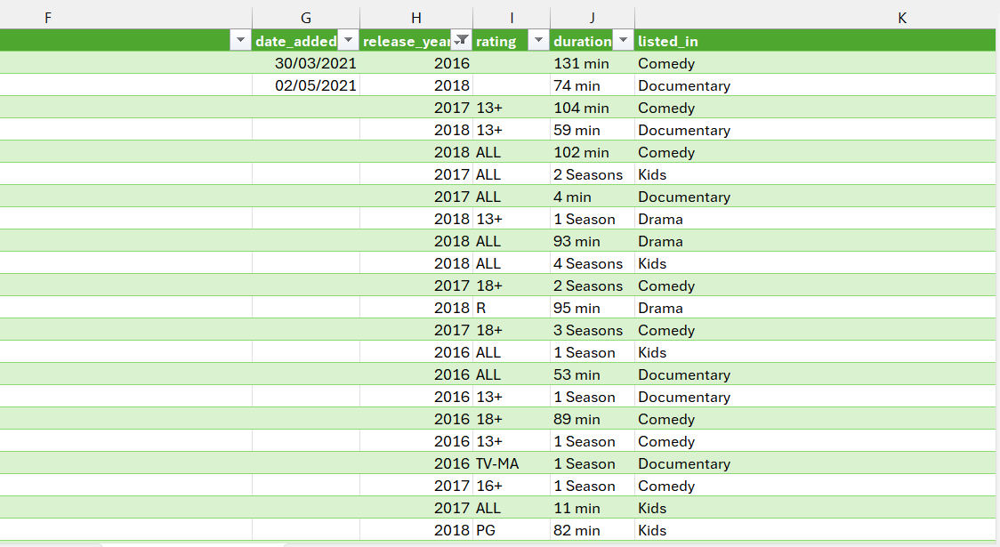 F G H I J K
date_added release_year rating duration listed_in
30/03/2021 2016 131 min Comedy
02/05/2021 2018 74 min Documentary
2017 13+ 104 min Comedy
2018 13+ 59 min Documentary
2018 ALL 102 min Comedy
2017 ALL 2 Seasons Kids
2017 ALL 4 min Documentary
2018 13+ 1 Season Drama
2018 ALL 93 min Drama
2018 ALL 4 Seasons Kids
2017 18+ 2 Seasons Comedy
2018 R 95 min Drama
2017 18+ 3 Seasons Comedy
2016 ALL 1 Season Kids
2016 ALL 53 min Documentary
2016 13+ 1 Season Documentary
2016 18+ 89 min Comedy
2016 13+ 1 Season Comedy
2016 TV-MA 1 Season Documentary
2017 16+ 1 Season Comedy
2017 ALL 11 min Kids
2018 PG 82 min Kids